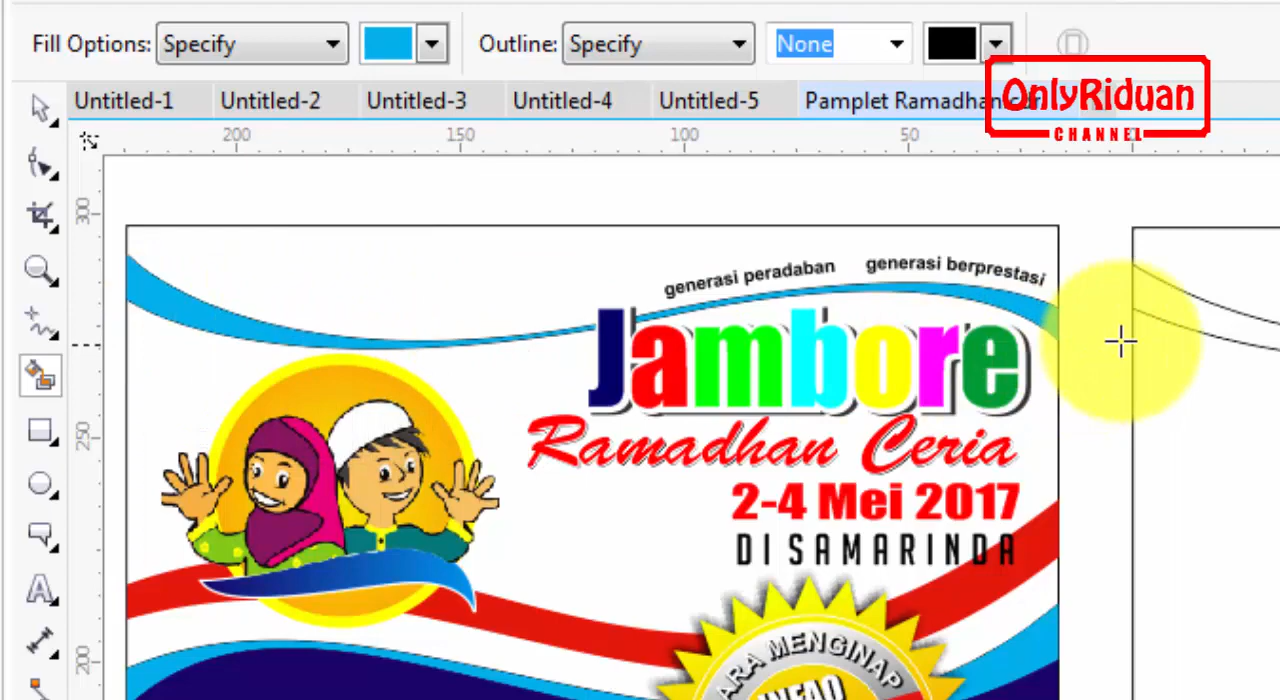 Fill Options: Specify Outline: Specify None
OnlyRiduan
CHANNEL
Untitled-1 Untitled-2 Untitled-3 Untitled-4 Untitled-5 Pamplet Ramadhan
200 150 100 50
300
generasi peradaban generasi berprestasi
Jambore
Ramadhan Ceria
250
2-4 Mei 2017
DI SAMARINDA
200
ARA MENGINAP
INFAQ